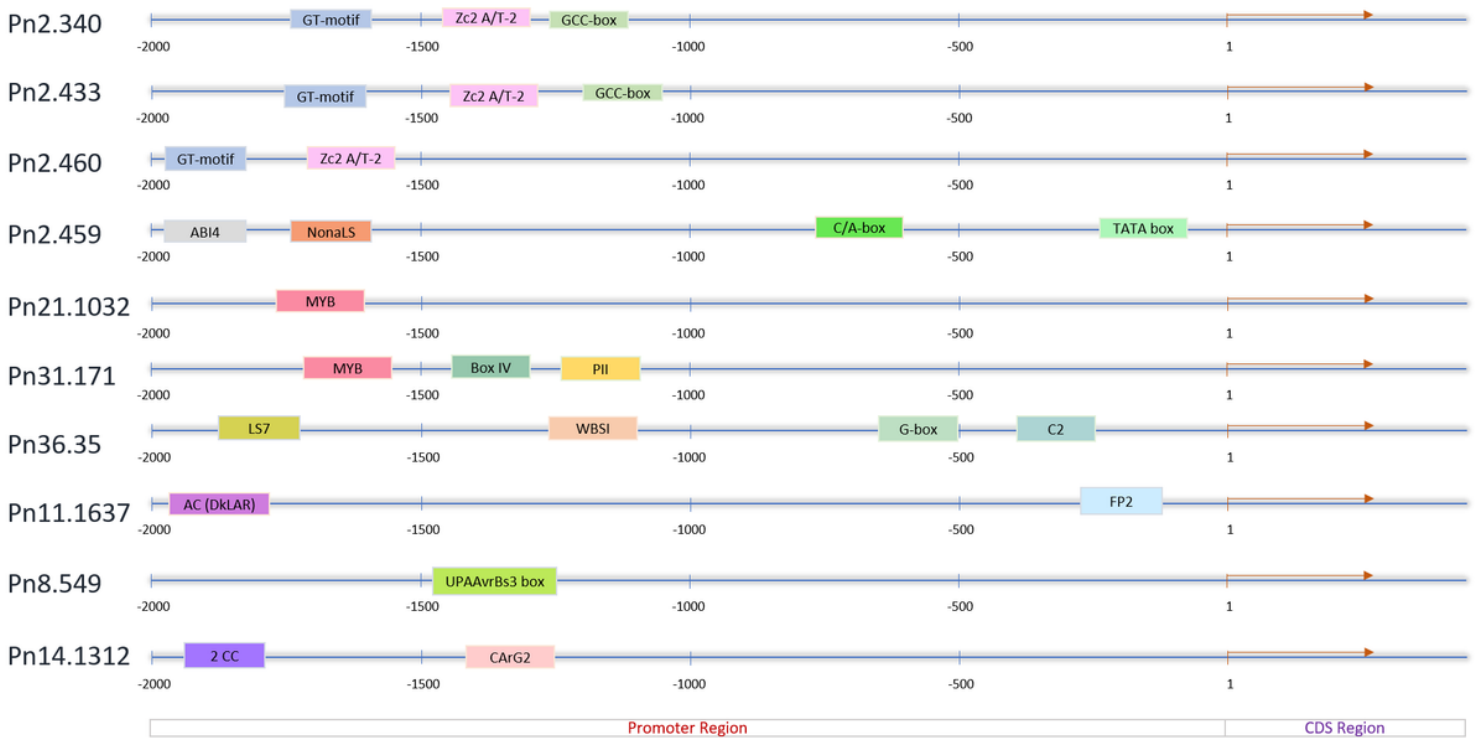 Pn2.340 GT-motif Zc2 A/T-2 GCC-box
-2000 -1500 -1000 -500 1
Pn2.433 GT-motif Zc2 A/T-2 GCC-box
-2000 -1500 -1000 -500 1
Pn2.460 GT-motif Zc2 A/T-2
-2000 -1500 -1000 -500 1
Pn2.459 ABI4 NonaLS C/A-box TATA box
-2000 -1500 -1000 -500 1
Pn21.1032 MYB
-2000 -1500 -1000 -500 1
Pn31.171 MYB Box IV PII
-2000 -1500 -1000 -500 1
Pn36.35 LS7 WBSI G-box C2
-2000 -1500 -1000 -500 1
Pn11.1637 AC (DkLAR) FP2
-2000 -1500 -1000 -500 1
Pn8.549 UPAAvrBs3 box
-2000 -1500 -1000 -500 1
Pn14.1312 2 CC CArG2
-2000 -1500 -1000 -500 1
Promoter Region CDS Region